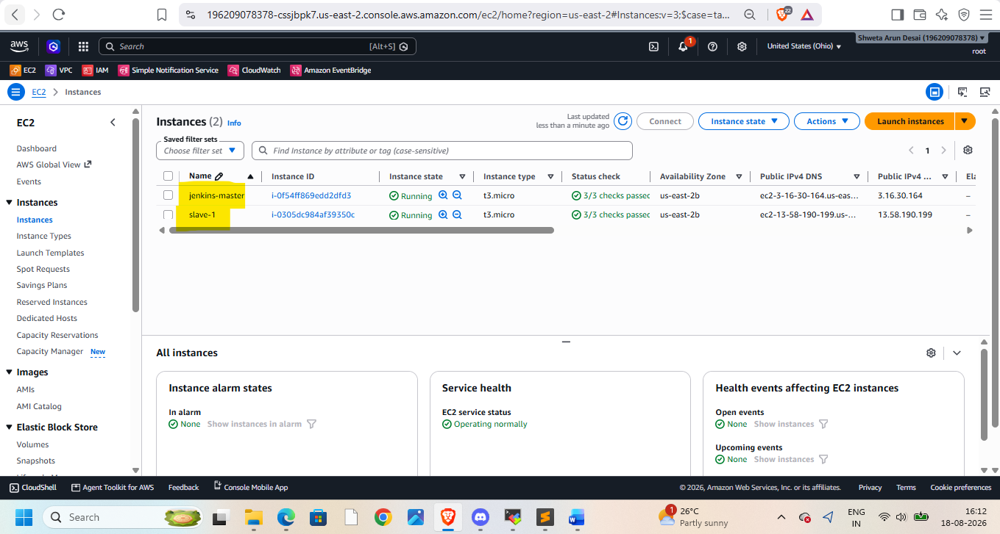 196209078378-cssjbpk7.us-east-2.console.aws.amazon.com/ec2/home?region=us-east-2#Instances:v=3;$case=ta...
22
aws
Search
[Alt+S]
1
United States (Ohio)
Shweta Arun Desai (196209078378)
root
EC2
VPC
IAM
Simple Notification Service
CloudWatch
Amazon EventBridge
EC2
Instances
EC2
Dashboard
AWS Global View
Events
Instances
Instances
Instance Types
Launch Templates
Spot Requests
Savings Plans
Reserved Instances
Dedicated Hosts
Capacity Reservations
Capacity Manager New
Images
AMIs
AMI Catalog
Elastic Block Store
Volumes
Snapshots
Instances (2) Info
Last updated
less than a minute ago
Connect
Instance state
Actions
Launch instances
Saved filter sets
Choose filter set
Find Instance by attribute or tag (case-sensitive)
1
Name Instance ID Instance state Instance type Status check Availability Zone Public IPv4 DNS Public IPv4 ... Ela
jenkins-master i-0f54ff869edd2dfd3 Running t3.micro 3/3 checks passed us-east-2b ec2-3-16-30-164.us-eas... 3.16.30.164 –
slave-1 i-0305dc984af39350c Running t3.micro 3/3 checks passed us-east-2b ec2-13-58-190-199.us-... 13.58.190.199 –
All instances
Instance alarm states
In alarm
None Show instances in alarm
Service health
EC2 service status
Operating normally
Health events affecting EC2 instances
Open events
None Show instances
Upcoming events
None Show instances
CloudShell
Agent Toolkit for AWS
Feedback
Console Mobile App
© 2026, Amazon Web Services, Inc. or its affiliates.
Privacy
Terms
Cookie preferences
Search
1
26°C
Partly sunny
ENG
IN
16:12
18-08-2026